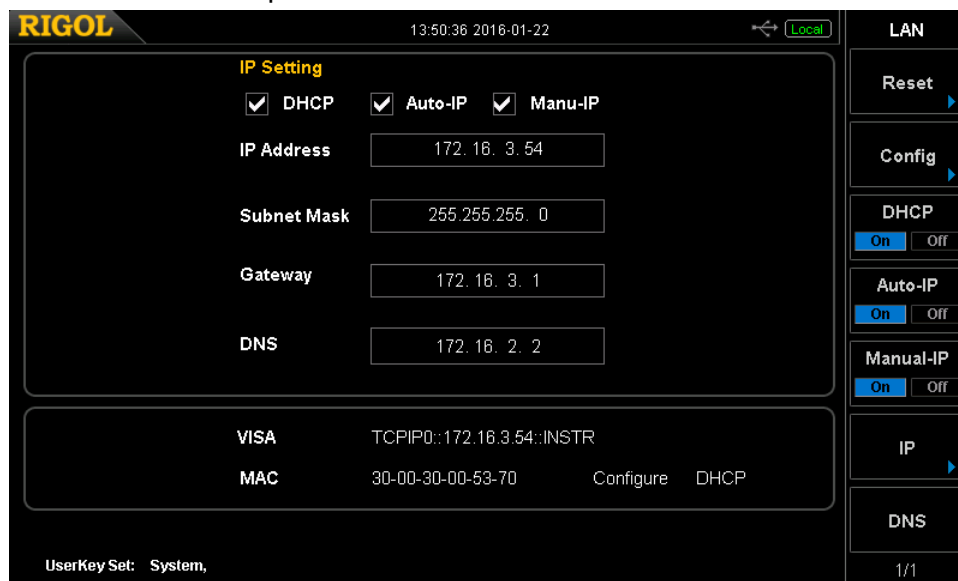 RIGOL 13:50:36 2016-01-22 Local LAN
IP Setting
DHCP Auto-IP Manu-IP
IP Address 172. 16. 3. 54
Subnet Mask 255.255.255. 0
Gateway 172. 16. 3. 1
DNS 172. 16. 2. 2
VISA TCPIP0::172.16.3.54::INSTR
MAC 30-00-30-00-53-70 Configure DHCP
UserKey Set: System,
Reset
Config
DHCP
On Off
Auto-IP
On Off
Manual-IP
On Off
IP
DNS
1/1